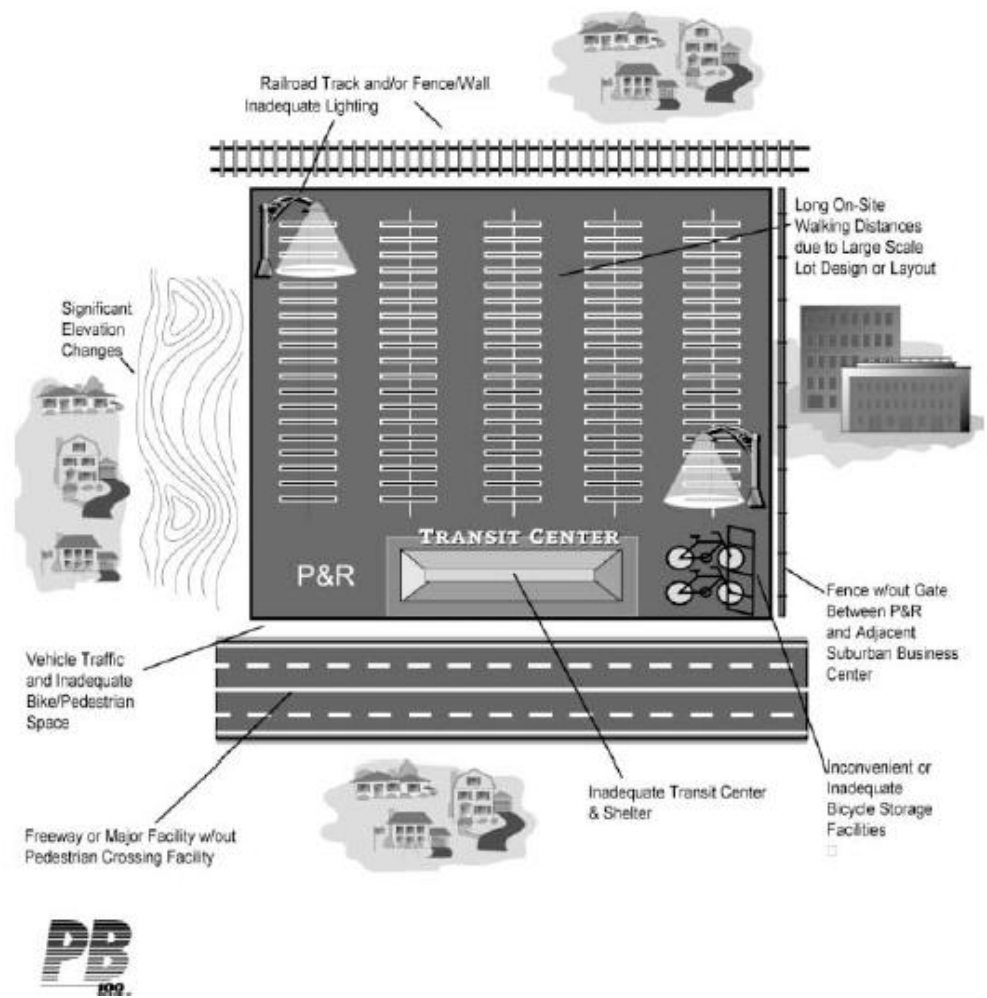 Railroad Track and/or Fence/Wall
Inadequate Lighting
Long On-Site
Walking Distances
due to Large Scale
Lot Design or Layout
Significant
Elevation
Changes
TRANSIT CENTER
P&R
Fence w/out Gate
Between P&R
and Adjacent
Suburban Business
Center
Vehicle Traffic
and Inadequate
Bike/Pedestrian
Space
Inconvenient or
Inadequate
Bicycle Storage
Facilities
Inadequate Transit Center
& Shelter
Freeway or Major Facility w/out
Pedestrian Crossing Facility
PB
100